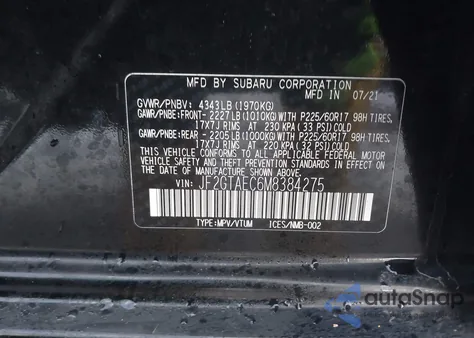 MFD BY SUBARU CORPORATION
MFD IN 07/21
GVWR/PNBV: 4343LB (1970KG)
GAWR/PNBE:FRONT- 2227LB (1010KG)WITH P225/60R17 98H TIRES,
17X7J RIMS AT 230 KPA (33 PSI)COLD
GAWR/PNBE:REAR - 2205LB(1000KG)WITH P225/60R17 98H TIRES,
17X7J RIMS AT 220 KPA (32 PSI)COLD
THIS VEHICLE CONFORMS TO ALL APPLICABLE
FEDERAL MOTOR VEHICLE SAFETY, BUMPER, AND
THEFT PREVENTION STANDARDS IN EFFECT ON THE
DATE OF MANUFACTURE SHOWN ABOVE.
VIN: JF2GTAEC6M8384275
TYPE:MPV/VTUM ICES/NMB-002
autoSnap